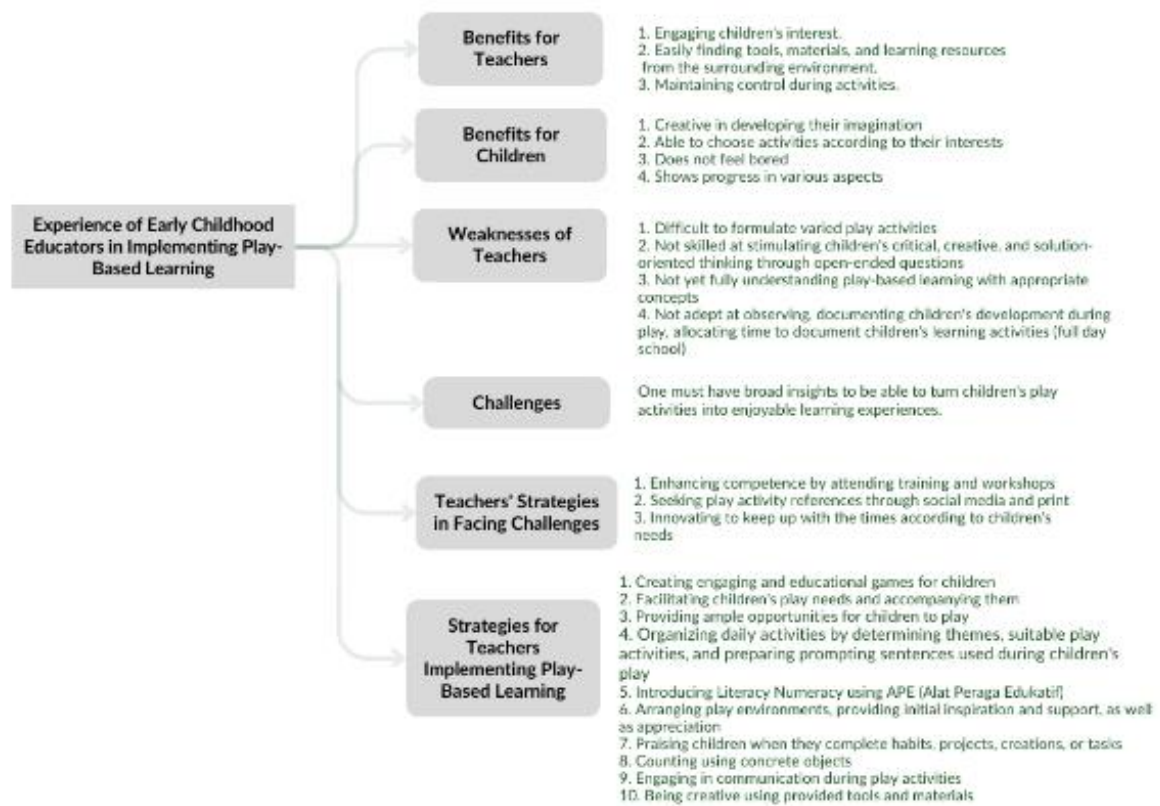 Experience of Early Childhood
Educators in Implementing Play-
Based Learning
Benefits for
Teachers
1. Engaging children's interest.
2. Easily finding tools, materials, and learning resources
from the surrounding environment.
3. Maintaining control during activities.
Benefits for
Children
1. Creative in developing their imagination
2. Able to choose activities according to their interests
3. Does not feel bored
4. Shows progress in various aspects
Weaknesses of
Teachers
1. Difficult to formulate varied play activities
2. Not skilled at stimulating children's critical, creative, and solution-
oriented thinking through open-ended questions
3. Not yet fully understanding play-based learning with appropriate
concepts
4. Not adept at observing, documenting children's development during
play, allocating time to document children's learning activities (full day
school)
Challenges
One must have broad insights to be able to turn children's play
activities into enjoyable learning experiences.
Teachers' Strategies
in Facing Challenges
1. Enhancing competence by attending training and workshops
2. Seeking play activity references through social media and print
3. Innovating to keep up with the times according to children's
needs
Strategies for
Teachers
Implementing Play-
Based Learning
1. Creating engaging and educational games for children
2. Facilitating children's play needs and accompanying them
3. Providing ample opportunities for children to play
4. Organizing daily activities by determining themes, suitable play
activities, and preparing prompting sentences used during children's
play
5. Introducing Literacy Numeracy using APE (Alat Peraga Edukatif)
6. Arranging play environments, providing initial inspiration and support, as well
as appreciation
7. Praising children when they complete habits, projects, creations, or tasks
8. Counting using concrete objects
9. Engaging in communication during play activities
10. Being creative using provided tools and materials